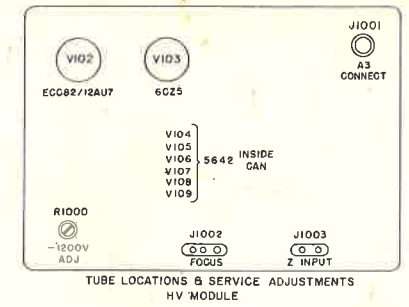 J1001
V102
V103
A3
CONNECT
ECC82/12AU7
6CZ5
V104
V105
V106
V107
V108
V109
5642
INSIDE
CAN
R1000
-1200V
ADJ
J1002
FOCUS
J1003
Z INPUT
TUBE LOCATIONS & SERVICE ADJUSTMENTS
HV MODULE